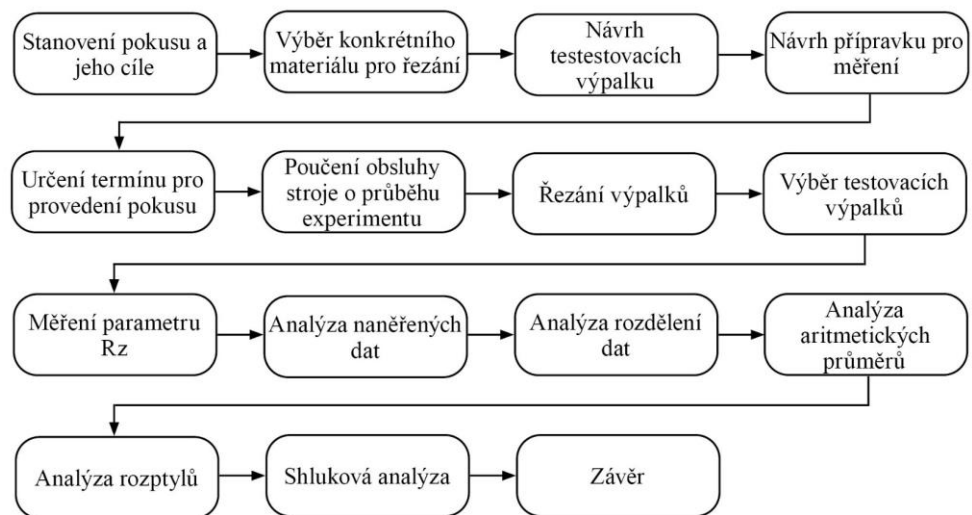 Stanovení pokusu a
jeho cíle
Výběr konkrétního
materiálu pro řezání
Návrh
testestovacích
výpalku
Návrh přípravku pro
měření
Určení termínu pro
provedení pokusu
Poučení obsluhy
stroje o průběhu
experimentu
Řezání výpalků
Výběr testovacích
výpalků
Měření parametru
Rz
Analýza naněřených
dat
Analýza rozdělení
dat
Analýza
aritmetických
průměrů
Analýza rozptylů
Shluková analýza
Závěr